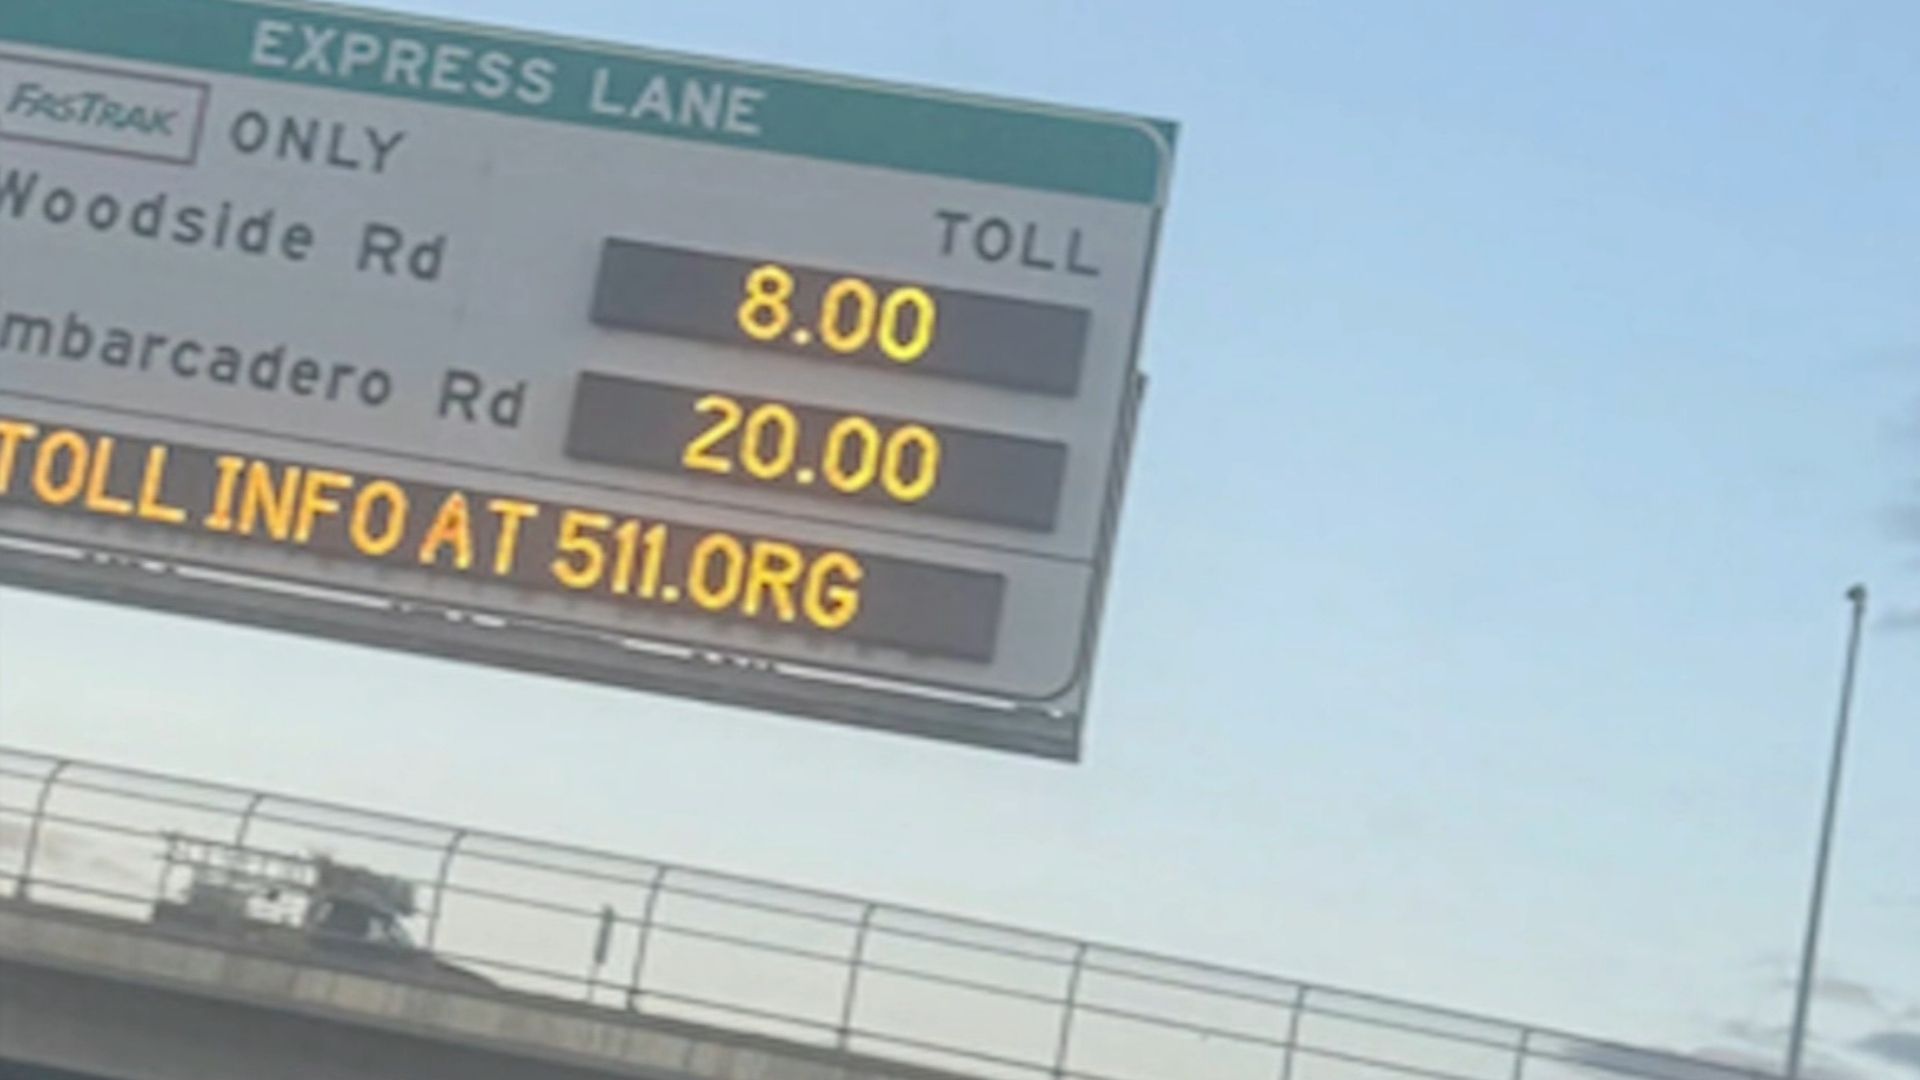 EXPRESS LANE
FASTRAK ONLY
TOLL
Woodside Rd 8.00
mbarcadero Rd 20.00
TOLL INFO AT 511.ORG